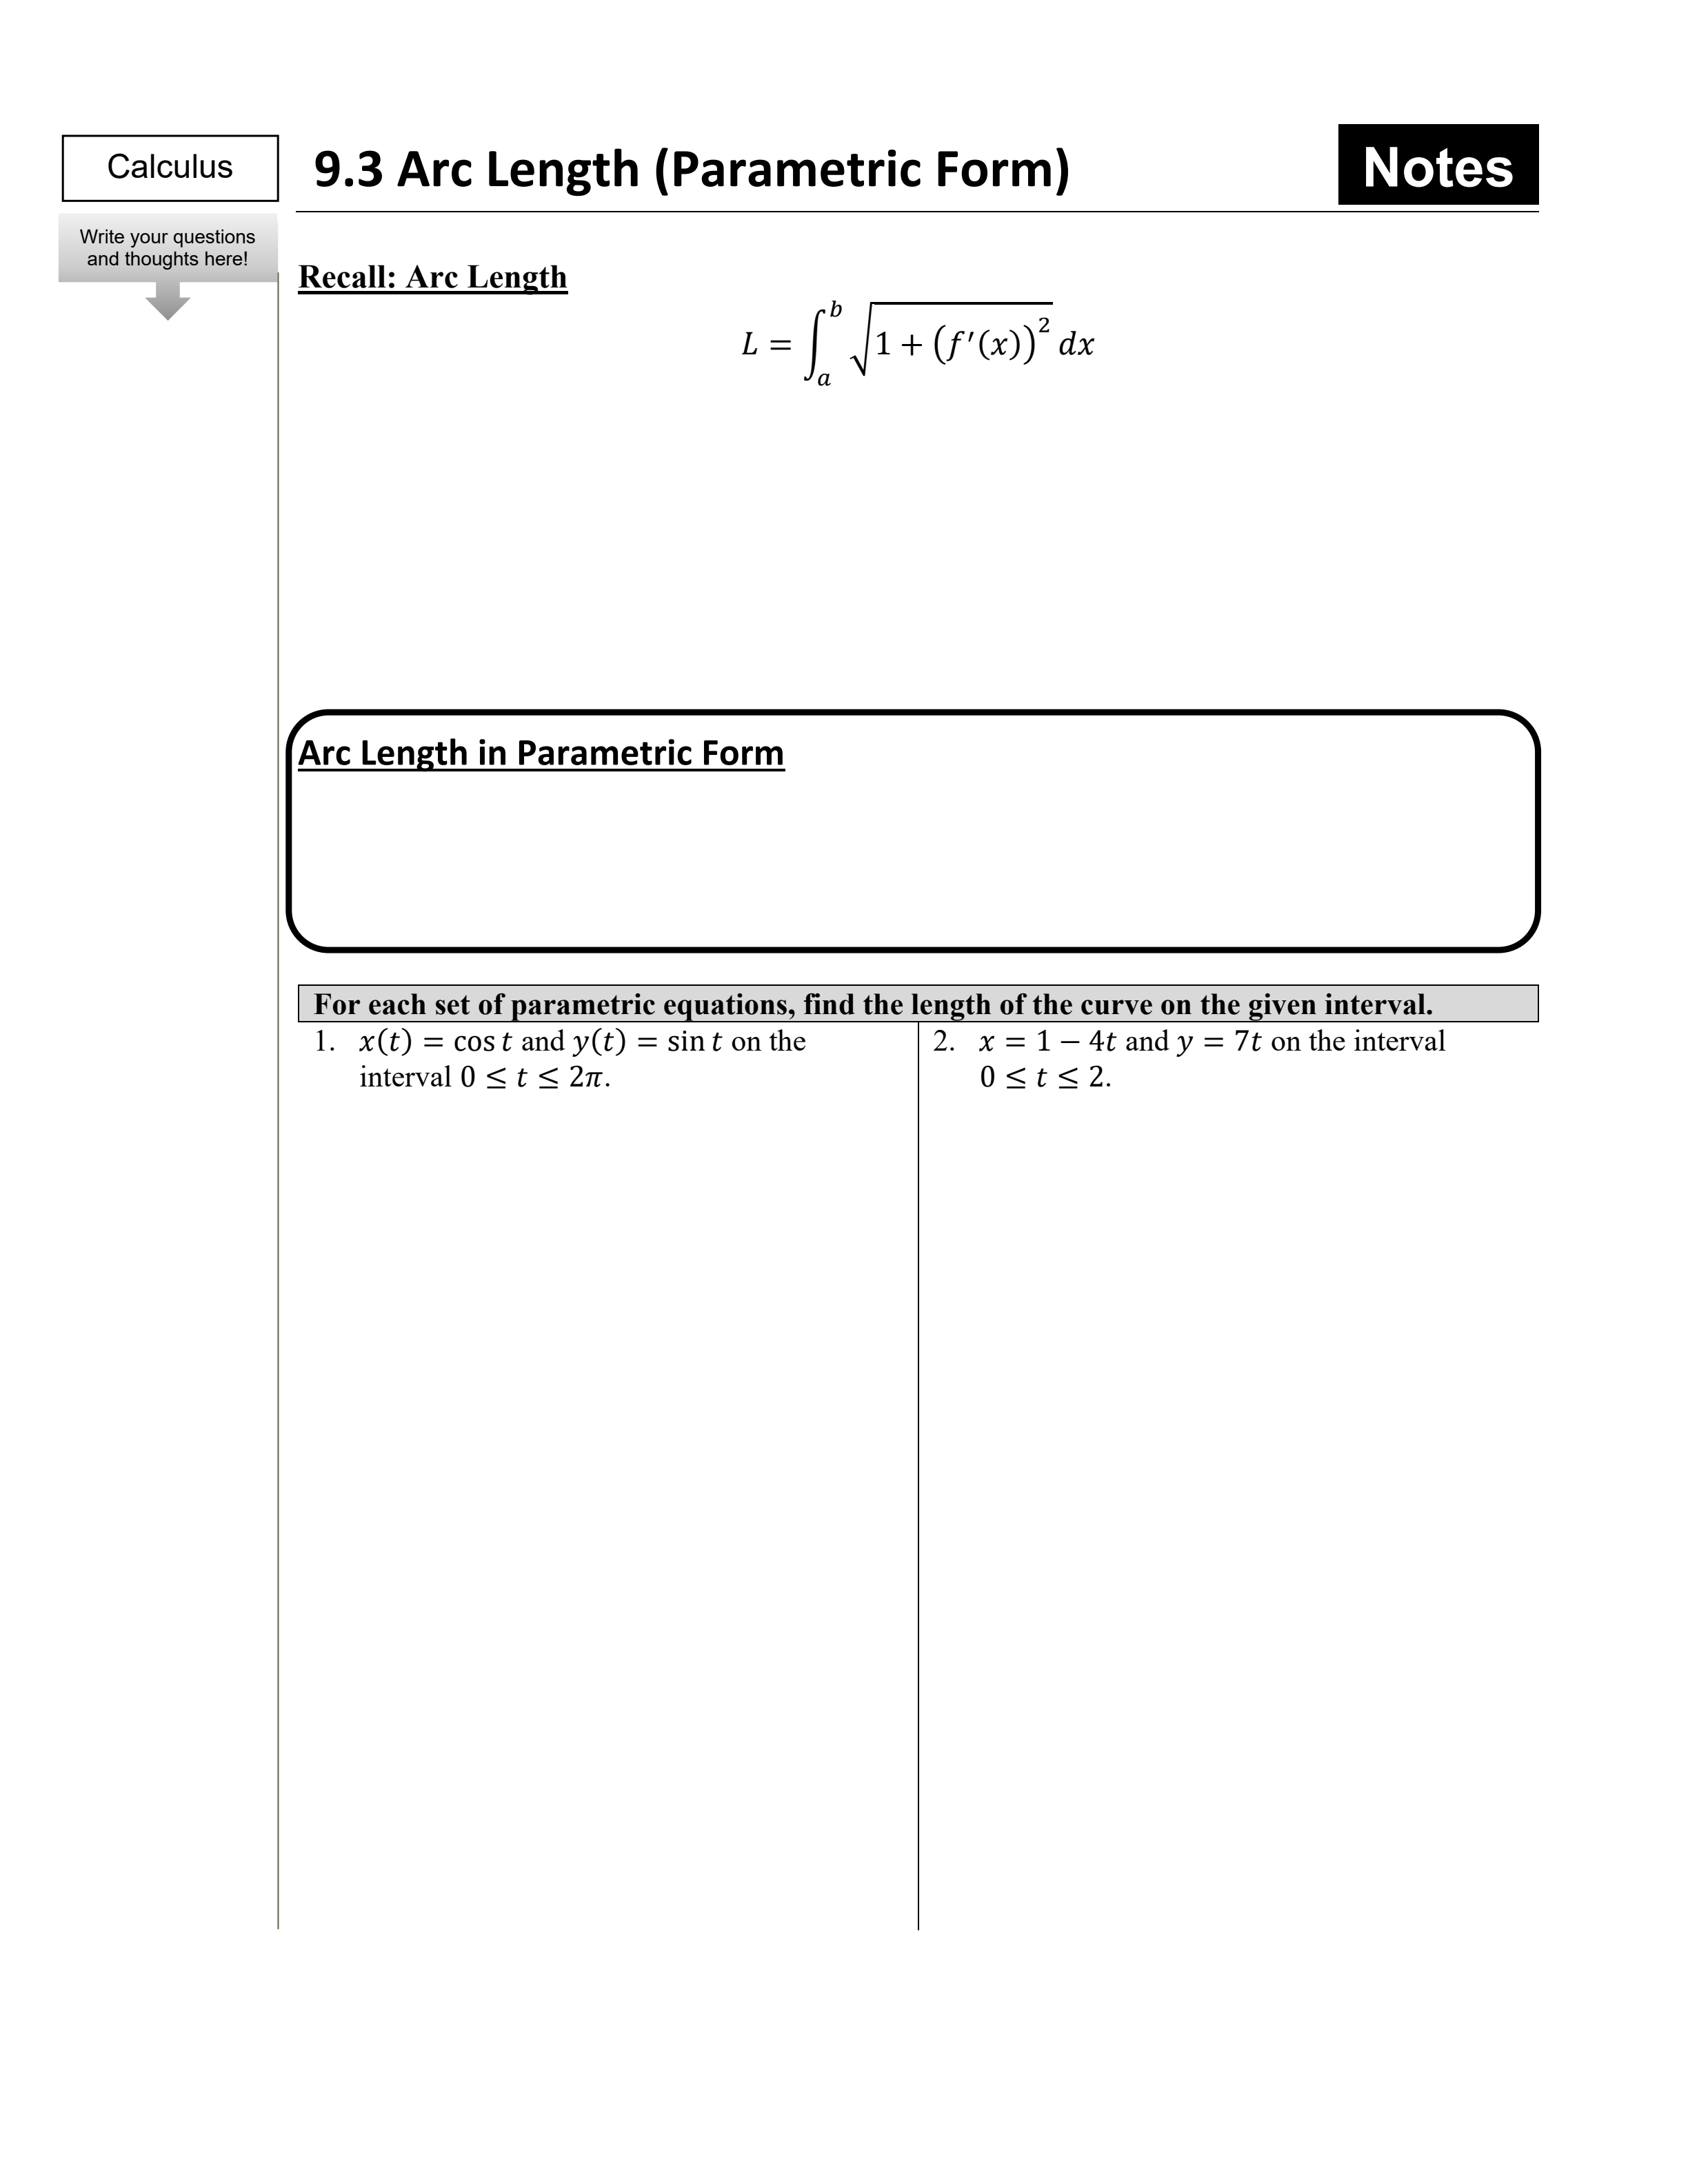 Calculus
9.3 Arc Length (Parametric Form)
Notes
Write your questions
and thoughts here!
Recall: Arc Length
L = ∫_a^b √(1 + (f′(x))²) dx
Arc Length in Parametric Form
For each set of parametric equations, find the length of the curve on the given interval.
1. x(t) = cos t and y(t) = sin t on the
interval 0 ≤ t ≤ 2π.
2. x = 1 − 4t and y = 7t on the interval
0 ≤ t ≤ 2.